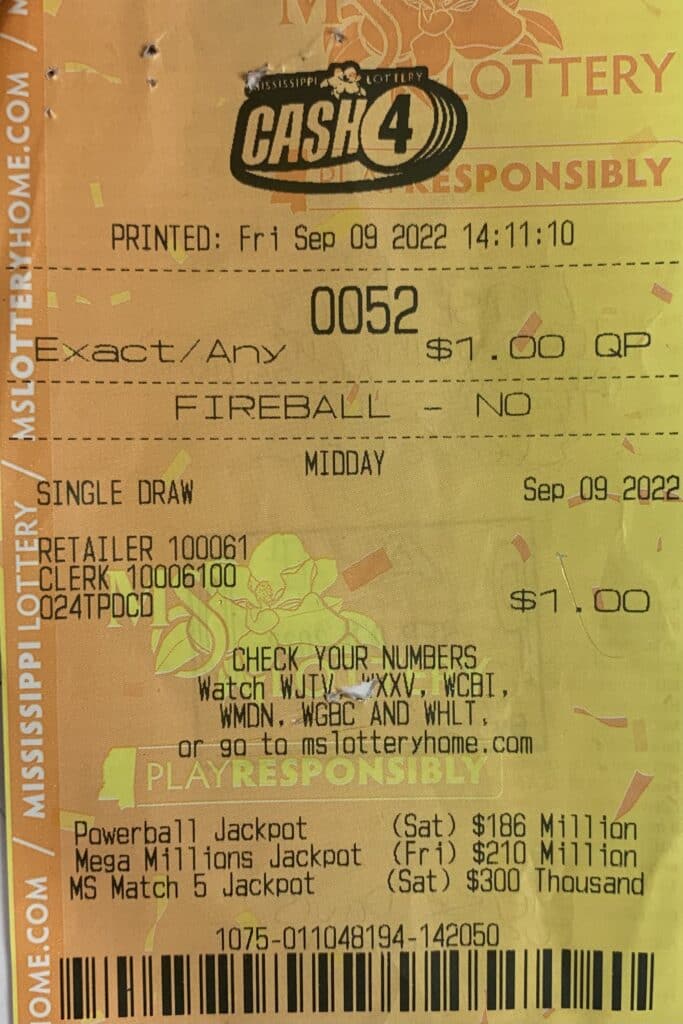 MS LOTTERY
MISSISSIPPI LOTTERY
CASH 4
PLAY RESPONSIBLY
PRINTED: Fri Sep 09 2022 14:11:10
0052
Exact/Any $1.00 QP
FIREBALL - NO
MIDDAY
SINGLE DRAW Sep 09 2022
RETAILER 100061
CLERK 10006100
024TPDCD $1.00
CHECK YOUR NUMBERS
Watch WJTV, WXXV, WCBI,
WMDN, WGBC AND WHLT,
or go to mslotteryhome.com
PLAYRESPONSIBLY
Powerball Jackpot (Sat) $186 Million
Mega Millions Jackpot (Fri) $210 Million
MS Match 5 Jackpot (Sat) $300 Thousand
1075-011048194-142050
OME.COM / MISSISSIPPI LOTTERY / MSLOTTERYHOME.COM / M